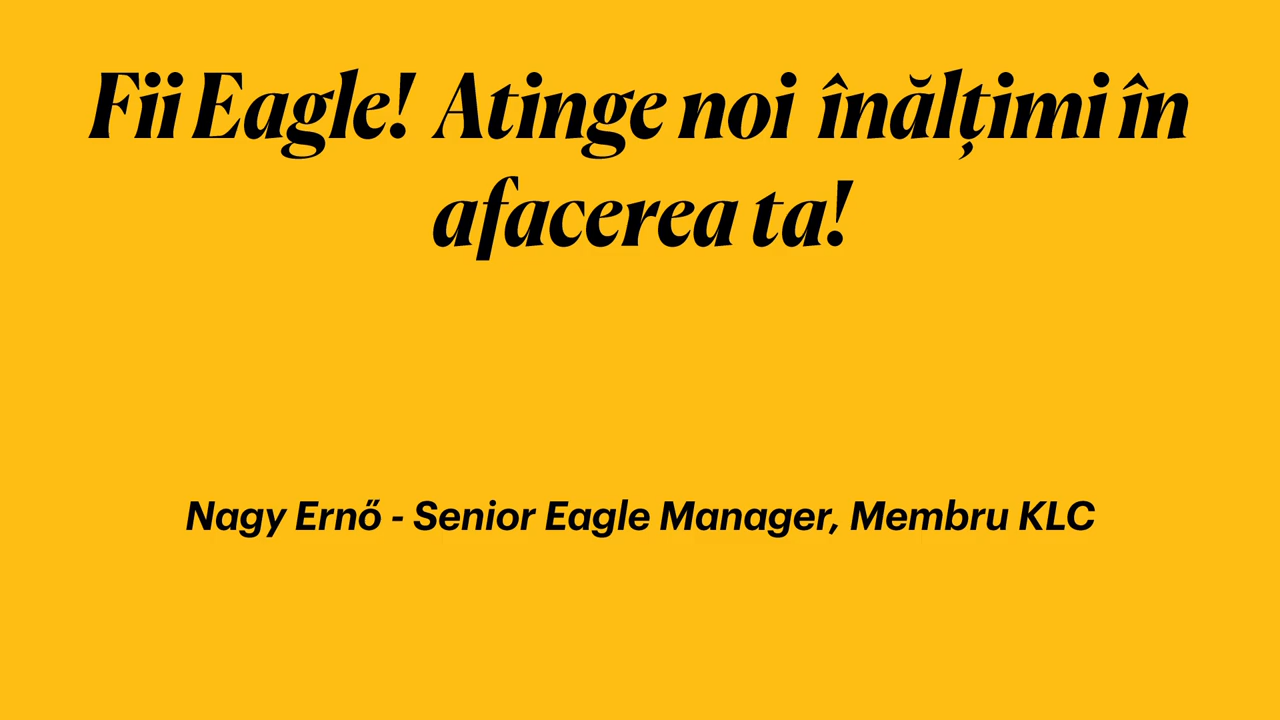 Fii Eagle! Atinge noi înălțimi în
afacerea ta!
Nagy Ernő - Senior Eagle Manager, Membru KLC